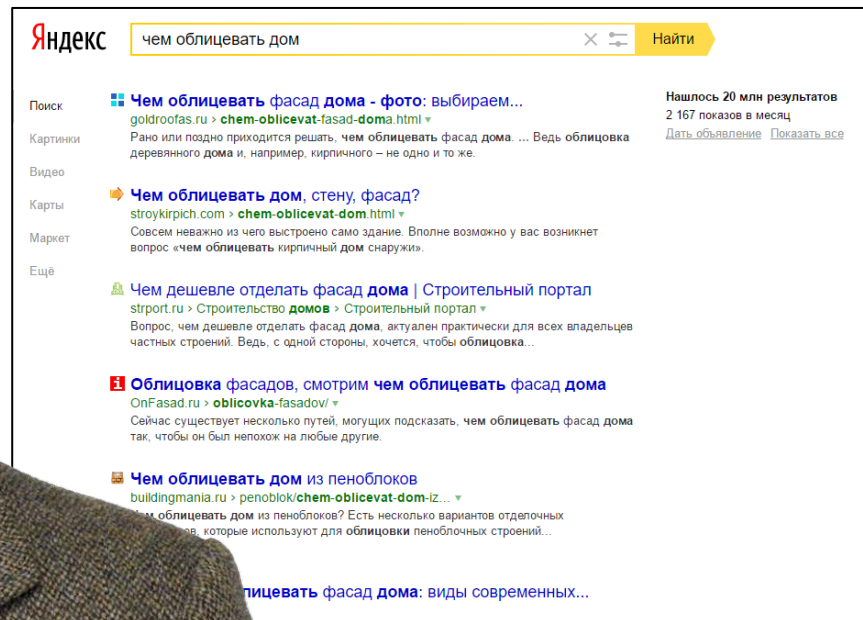 Яндекс
чем облицевать дом
Найти
Поиск
Картинки
Видео
Карты
Маркет
Ещё
Чем облицевать фасад дома - фото: выбираем...
goldroofas.ru › chem-oblicevat-fasad-doma.html
Рано или поздно приходится решать, чем облицевать фасад дома. ... Ведь облицовка
деревянного дома и, например, кирпичного – не одно и то же.
Чем облицевать дом, стену, фасад?
stroykirpich.com › chem-oblicevat-dom.html
Совсем неважно из чего выстроено само здание. Вполне возможно у вас возникнет
вопрос «чем облицевать кирпичный дом снаружи».
Чем дешевле отделать фасад дома | Строительный портал
strport.ru › Строительство домов › Строительный портал
Вопрос, чем дешевле отделать фасад дома, актуален практически для всех владельцев
частных строений. Ведь, с одной стороны, хочется, чтобы облицовка...
Облицовка фасадов, смотрим чем облицевать фасад дома
OnFasad.ru › oblicovka-fasadov/
Сейчас существует несколько путей, могущих подсказать, чем облицевать фасад дома
так, чтобы он был непохож на любые другие.
Чем облицевать дом из пеноблоков
buildingmania.ru › penoblok/chem-oblicevat-dom-iz...
облицевать дом из пеноблоков? Есть несколько вариантов отделочных
которые используют для облицовки пеноблочных строений...
фасад дома: виды современных...
Нашлось 20 млн результатов
2 167 показов в месяц
Дать объявление Показать все